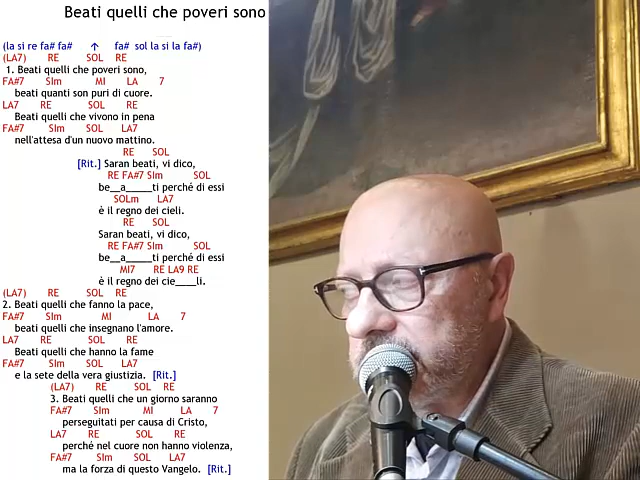 Beati quelli che poveri sono
(la si re fa# fa# ↑ fa# sol la si la fa#)
(LA7) RE SOL RE
1. Beati quelli che poveri sono,
FA#7 SIm MI LA 7
beati quanti son puri di cuore.
LA7 RE SOL RE
Beati quelli che vivono in pena
FA#7 SIm SOL LA7
nell'attesa d'un nuovo mattino.
RE SOL
[Rit.] Saran beati, vi dico,
RE FA#7 SIm SOL
be__a_____ti perché di essi
SOLm LA7
è il regno dei cieli.
RE SOL
Saran beati, vi dico,
RE FA#7 SIm SOL
be__a_____ti perché di essi
MI7 RE LA9 RE
è il regno dei cie____li.
(LA7) RE SOL RE
2. Beati quelli che fanno la pace,
FA#7 SIm MI LA 7
beati quelli che insegnano l'amore.
LA7 RE SOL RE
Beati quelli che hanno la fame
FA#7 SIm SOL LA7
e la sete della vera giustizia. [Rit.]
(LA7) RE SOL RE
3. Beati quelli che un giorno saranno
FA#7 SIm MI LA 7
perseguitati per causa di Cristo,
LA7 RE SOL RE
perché nel cuore non hanno violenza,
FA#7 SIm SOL LA7
ma la forza di questo Vangelo. [Rit.]